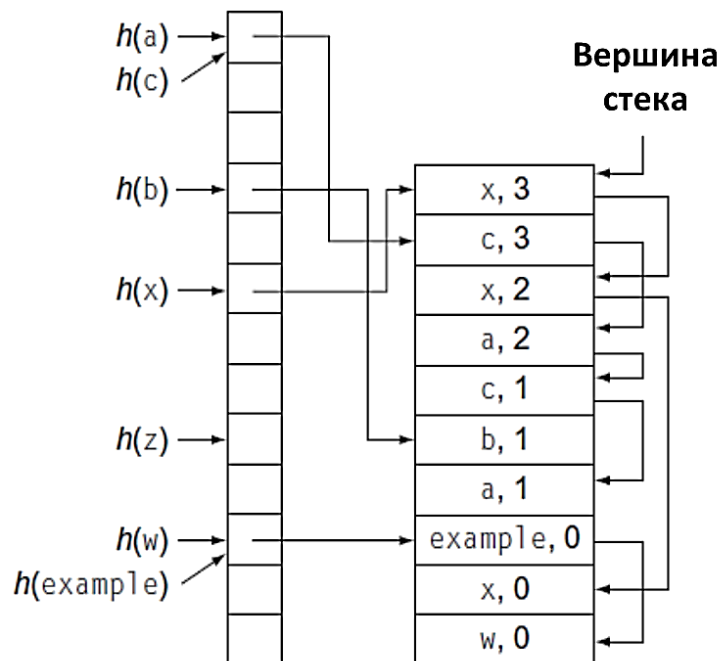 h(a)
h(c)
h(b)
h(x)
h(z)
h(w)
h(example)
Вершина
стека
x, 3
c, 3
x, 2
a, 2
c, 1
b, 1
a, 1
example, 0
x, 0
w, 0